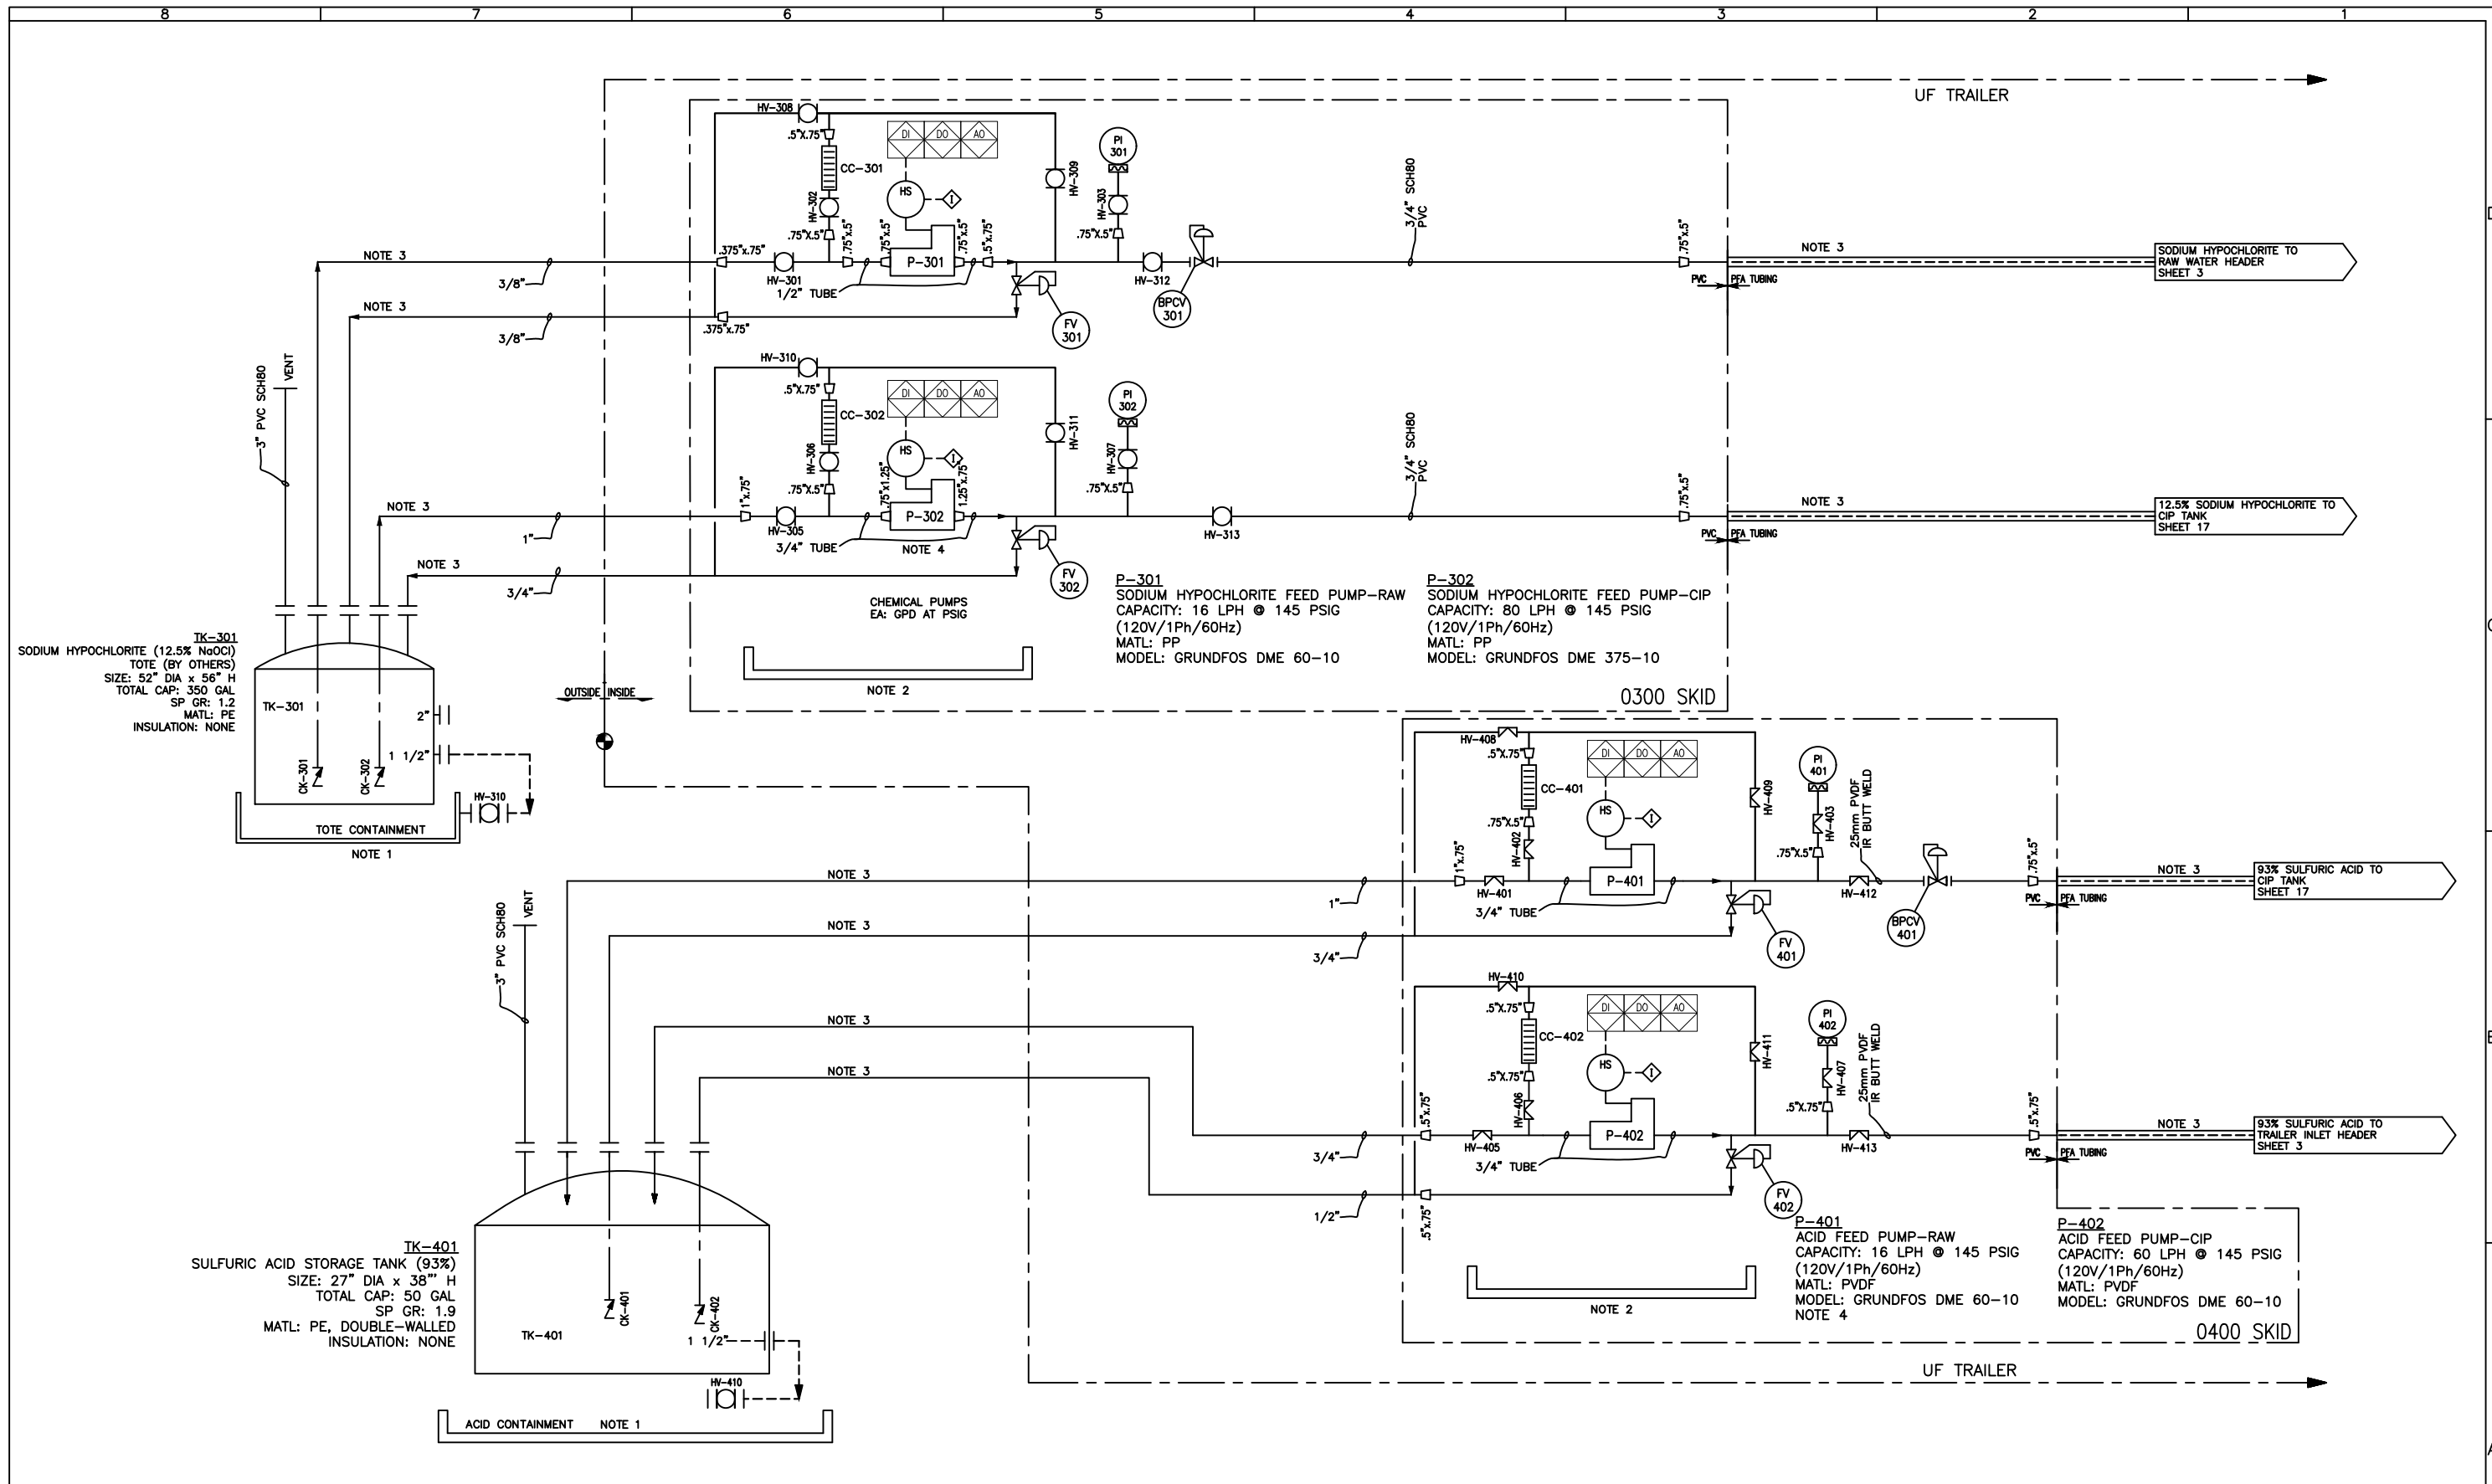 8 7 6 5 4 3 2 1
UF TRAILER
HV-308
.5"X.75"
DI DO AO
CC-301
HS
I
HV-302
.75"X.5"
HV-309
PI
301
HV-303
.75"X.5"
3/4" SCH80
PVC
.75"x.5"
NOTE 3
3/8"
.375"x.75"
HV-301
.75"x.5"
.75"x.5"
P-301
.75"x.5"
.5"x.75"
1/2" TUBE
HV-312
BPCV
301
PVC
PFA TUBING
NOTE 3
SODIUM HYPOCHLORITE TO
RAW WATER HEADER
SHEET 3
NOTE 3
3/8"
.375"x.75"
FV
301
HV-310
.5"X.75"
DI DO AO
CC-302
HS
I
HV-306
.75"X.5"
HV-311
PI
302
HV-307
.75"X.5"
3/4" SCH80
PVC
.75"x.5"
3" PVC SCH80
VENT
NOTE 3
1"
1"x.75"
HV-305
.75"x1.25"
P-302
1.25"x.75"
3/4" TUBE
NOTE 4
HV-313
PVC
PFA TUBING
NOTE 3
12.5% SODIUM HYPOCHLORITE TO
CIP TANK
SHEET 17
NOTE 3
3/4"
FV
302
CHEMICAL PUMPS
EA: GPD AT PSIG
NOTE 2
P-301
SODIUM HYPOCHLORITE FEED PUMP-RAW
CAPACITY: 16 LPH @ 145 PSIG
(120V/1Ph/60Hz)
MATL: PP
MODEL: GRUNDFOS DME 60-10
P-302
SODIUM HYPOCHLORITE FEED PUMP-CIP
CAPACITY: 80 LPH @ 145 PSIG
(120V/1Ph/60Hz)
MATL: PP
MODEL: GRUNDFOS DME 375-10
0300 SKID
OUTSIDE INSIDE
TK-301
SODIUM HYPOCHLORITE (12.5% NaOCl)
TOTE (BY OTHERS)
SIZE: 52" DIA x 56" H
TOTAL CAP: 350 GAL
SP GR: 1.2
MATL: PE
INSULATION: NONE
TK-301
2"
1 1/2"
CK-301
CK-302
HV-310
TOTE CONTAINMENT
NOTE 1
HV-408
.5"X.75"
DI DO AO
CC-401
HS
I
.75"X.5"
HV-402
HV-409
PI
401
HV-403
.75"X.5"
25mm PVDF
IR BUTT WELD
.75"x.5"
NOTE 3
1"
1"x.75"
HV-401
P-401
3/4" TUBE
HV-412
BPCV
401
PVC
PFA TUBING
NOTE 3
93% SULFURIC ACID TO
CIP TANK
SHEET 17
NOTE 3
3/4"
FV
401
3" PVC SCH80
VENT
HV-410
.5"X.75"
DI DO AO
CC-402
HS
I
.5"X.75"
HV-406
HV-411
PI
402
HV-407
.5"X.75"
25mm PVDF
IR BUTT WELD
.5"x.75"
NOTE 3
NOTE 3
3/4"
.5"x.75"
HV-405
P-402
3/4" TUBE
HV-413
PVC
PFA TUBING
NOTE 3
93% SULFURIC ACID TO
TRAILER INLET HEADER
SHEET 3
1/2"
.5"x.75"
FV
402
NOTE 2
P-401
ACID FEED PUMP-RAW
CAPACITY: 16 LPH @ 145 PSIG
(120V/1Ph/60Hz)
MATL: PVDF
MODEL: GRUNDFOS DME 60-10
NOTE 4
P-402
ACID FEED PUMP-CIP
CAPACITY: 60 LPH @ 145 PSIG
(120V/1Ph/60Hz)
MATL: PVDF
MODEL: GRUNDFOS DME 60-10
0400 SKID
UF TRAILER
TK-401
SULFURIC ACID STORAGE TANK (93%)
SIZE: 27" DIA x 38"' H
TOTAL CAP: 50 GAL
SP GR: 1.9
MATL: PE, DOUBLE-WALLED
INSULATION: NONE
TK-401
CK-401
CK-402
1 1/2"
HV-410
ACID CONTAINMENT NOTE 1